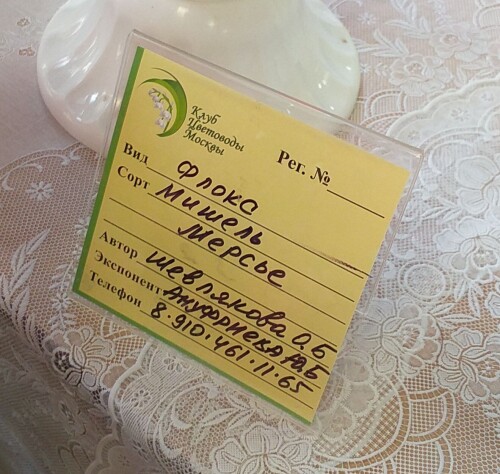 Клуб
Цветоводы
Москвы
Рег. №
Вид флокс
Сорт Мишель
Мерсье
Автор Шевлякова О.Б
Экспонент
Телефон 8.910.461.11.65